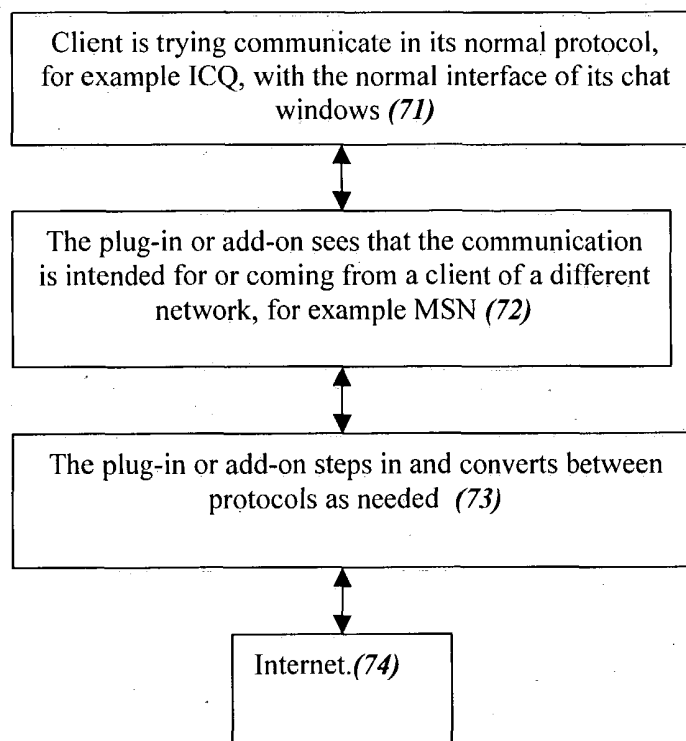 Client is trying communicate in its normal protocol,
for example ICQ, with the normal interface of its chat
windows (71)
The plug-in or add-on sees that the communication
is intended for or coming from a client of a different
network, for example MSN (72)
The plug-in or add-on steps in and converts between
protocols as needed (73)
Internet.(74)